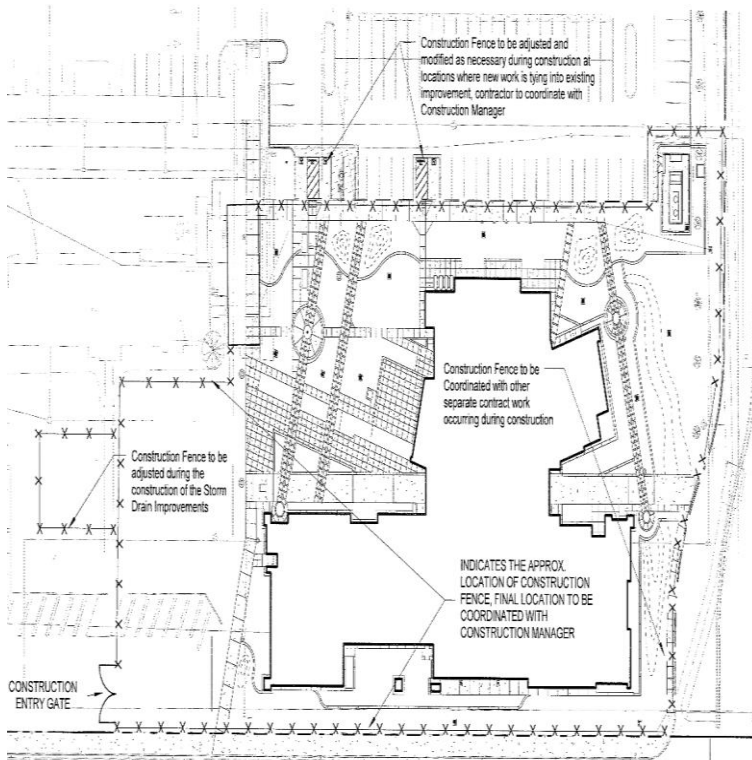 Construction Fence to be adjusted and
modified as necessary during construction at
locations where new work is tying into existing
improvement, contractor to coordinate with
Construction Manager
Construction Fence to be
Coordinated with other
separate contract work
occurring during construction
Construction Fence to be
adjusted during the
construction of the Storm
Drain Improvements
INDICATES THE APPROX.
LOCATION OF CONSTRUCTION
FENCE, FINAL LOCATION TO BE
COORDINATED WITH
CONSTRUCTION MANAGER
CONSTRUCTION
ENTRY GATE